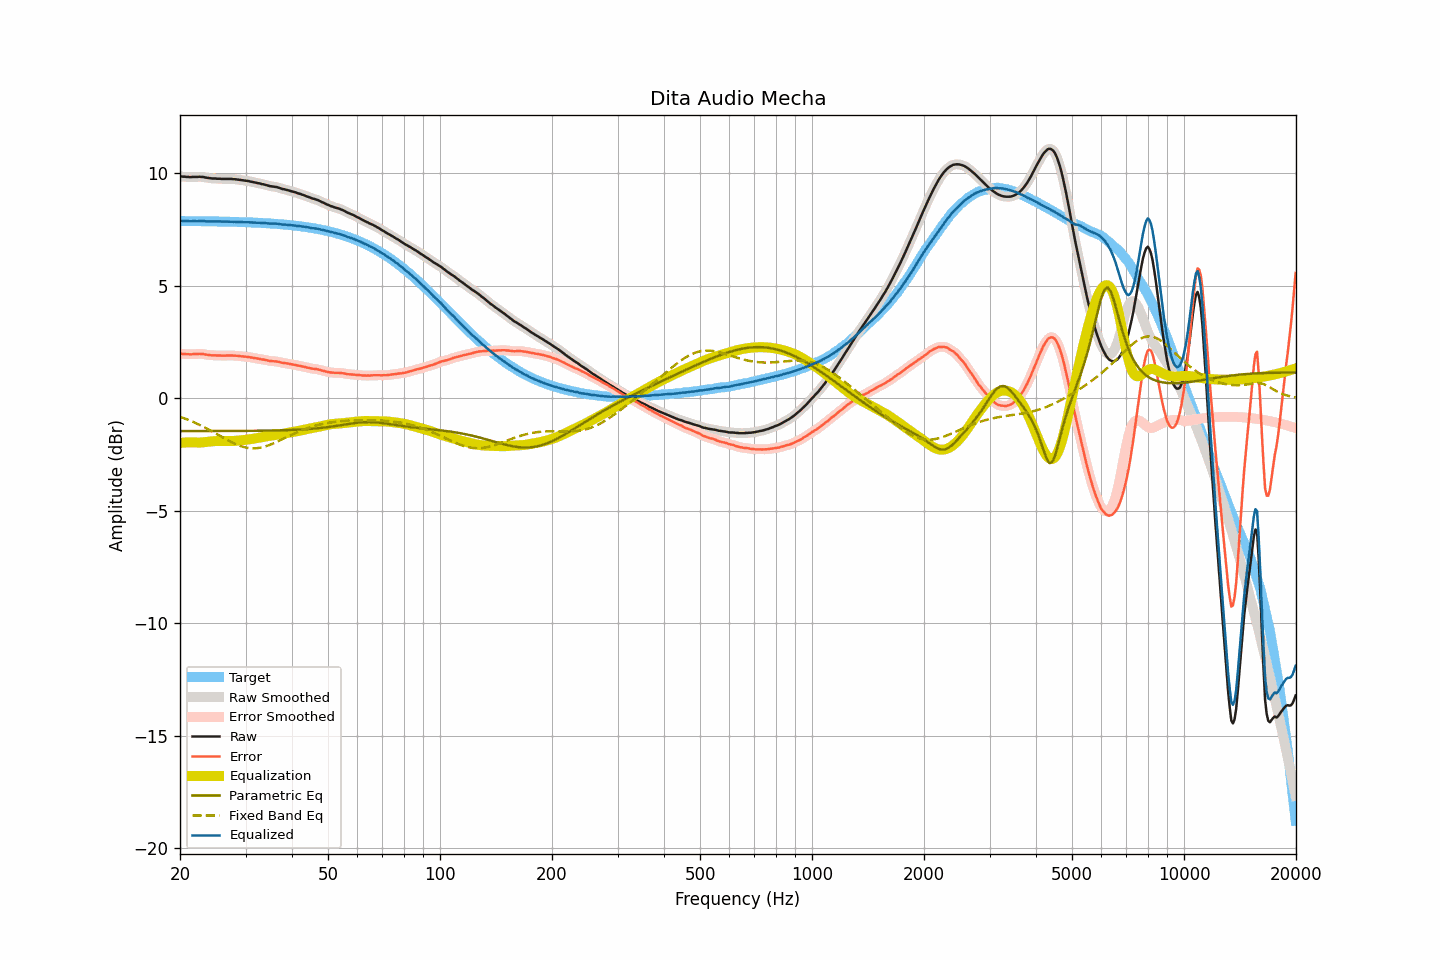 Dita Audio Mecha
Amplitude (dBr)
10
5
0
−5
−10
−15
−20
Target
Raw Smoothed
Error Smoothed
Raw
Error
Equalization
Parametric Eq
Fixed Band Eq
Equalized
20 50 100 200 500 1000 2000 5000 10000 20000
Frequency (Hz)